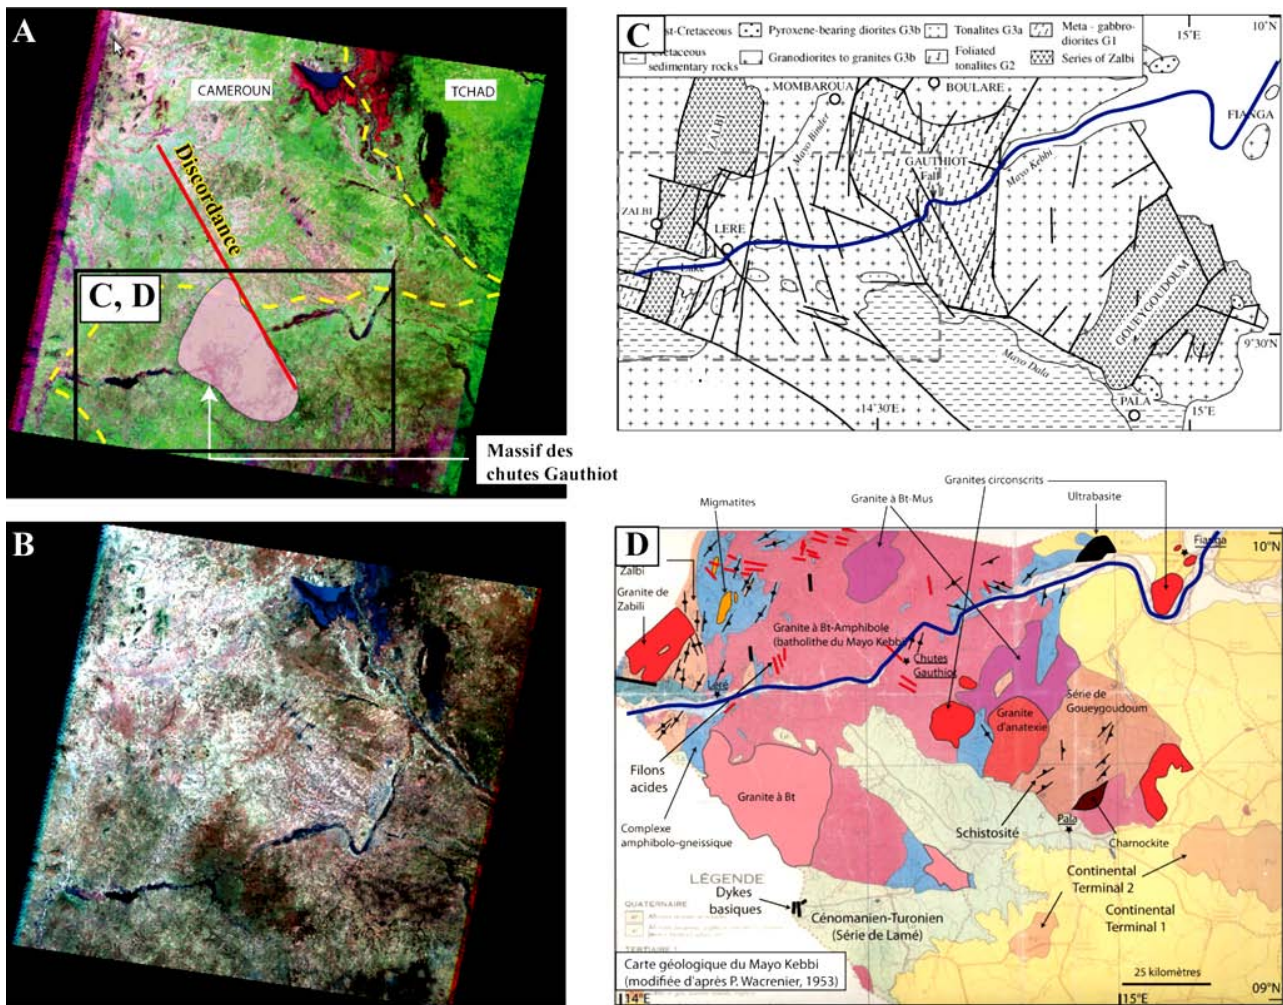 A
CAMEROUN
TCHAD
Discordance
C, D
Massif des
chutes Gauthiot
B
C
st-Cretaceous
Pyroxene-bearing diorites G3b
Tonalites G3a
Meta - gabbro-
diorites G1
Cretaceous
sedimentary rocks
Granodiorites to granites G3b
Foliated
tonalites G2
Series of Zalbi
15°E
10°N
MOMBAROUA
BOULARE
FIANGA
ZALBI
Mayo Binder
GAUTHIOT
Fall
Mayo Kebbi
ZALBI
LERE
Lake
GOUEYGOUDOUM
9°30
Mayo Dala
PALA
14°30'E
15°E
Granites circonscrits
Migmatites
Granite à Bt-Mus
Ultrabasite
D
Fianga
10°N
Zalbi
Granite de
Zabili
Granite à Bt-Amphibole
(batholithe du Mayo Kebbi)
Chutes
Gauthiot
Léré
Série de
Goueygoudoum
Granite
d'anatexie
Filons
acides
Granite à Bt
Complexe
amphibolo-gneissique
Schistosité
Pala
Charnockite
LÉGENDE
Dykes
basiques
Continental
Terminal 2
Continental
Terminal 1
QUATERNAIRE
Cénomanien-Turonien
(Série de Lamé)
TERTIAIRE
Carte géologique du Mayo Kebbi
(modifiée d'après P. Wacrenier, 1953)
25 kilomètres
14°E
15°E
09°N